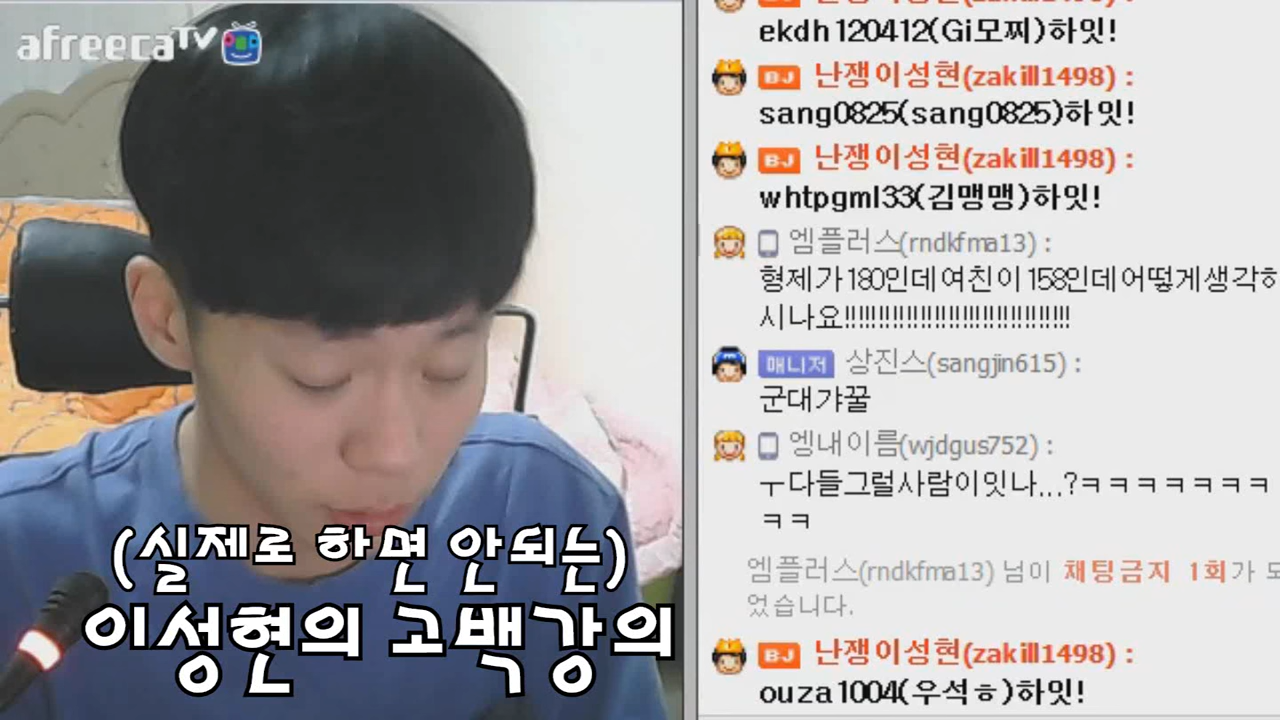 afreecaTV
(실제로 하면 안되는)
이성현의 고백강의
ekdh120412(Gi모찌)하잇!
BJ 난쟁이성현(zakill1498) :
sang0825(sang0825)하잇!
BJ 난쟁이성현(zakill1498) :
whtpgml33(김맹맹)하잇!
엠플러스(rndkfma13) :
형제가180인데여친이158인데어떻게생각하
시나요!!!!!!!!!!!!!!!!!!!!!!!!!!!!!!!!!!
매니저 상진스(sangjin615) :
군대갸꿀
엥내이름(wjdgus752) :
ㅜ다들그럴사람이잇나...?ㅋㅋㅋㅋㅋㅋㅋ
ㅋㅋ
엠플러스(rndkfma13) 님이 채팅금지 1회가 되
었습니다.
BJ 난쟁이성현(zakill1498) :
ouza1004(우석ㅎ)하잇!